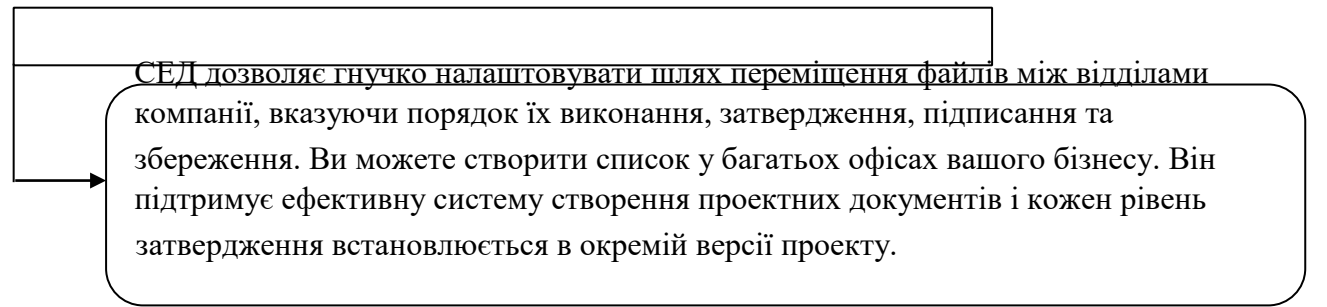 СЕД дозволяє гнучко налаштовувати шлях переміщення файлів між відділами
компанії, вказуючи порядок їх виконання, затвердження, підписання та
збереження. Ви можете створити список у багатьох офісах вашого бізнесу. Він
підтримує ефективну систему створення проектних документів і кожен рівень
затвердження встановлюється в окремій версії проекту.